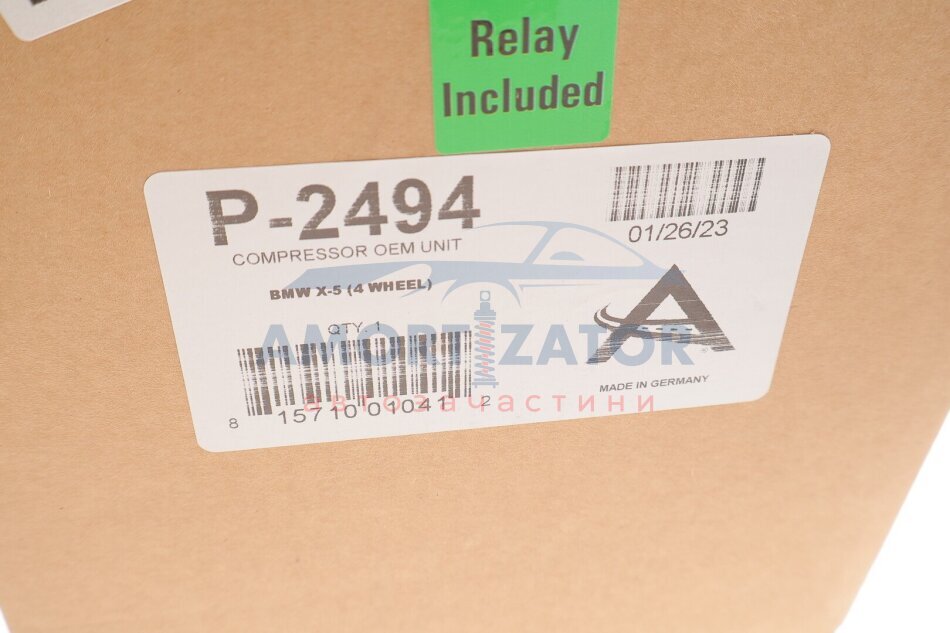 Relay
Included
P-2494
COMPRESSOR OEM UNIT
01/26/23
BMW X-5 (4 WHEEL)
QTY. 1
AMORTIZATOR
MADE IN GERMANY
автозачастини
8 15710 01041 2